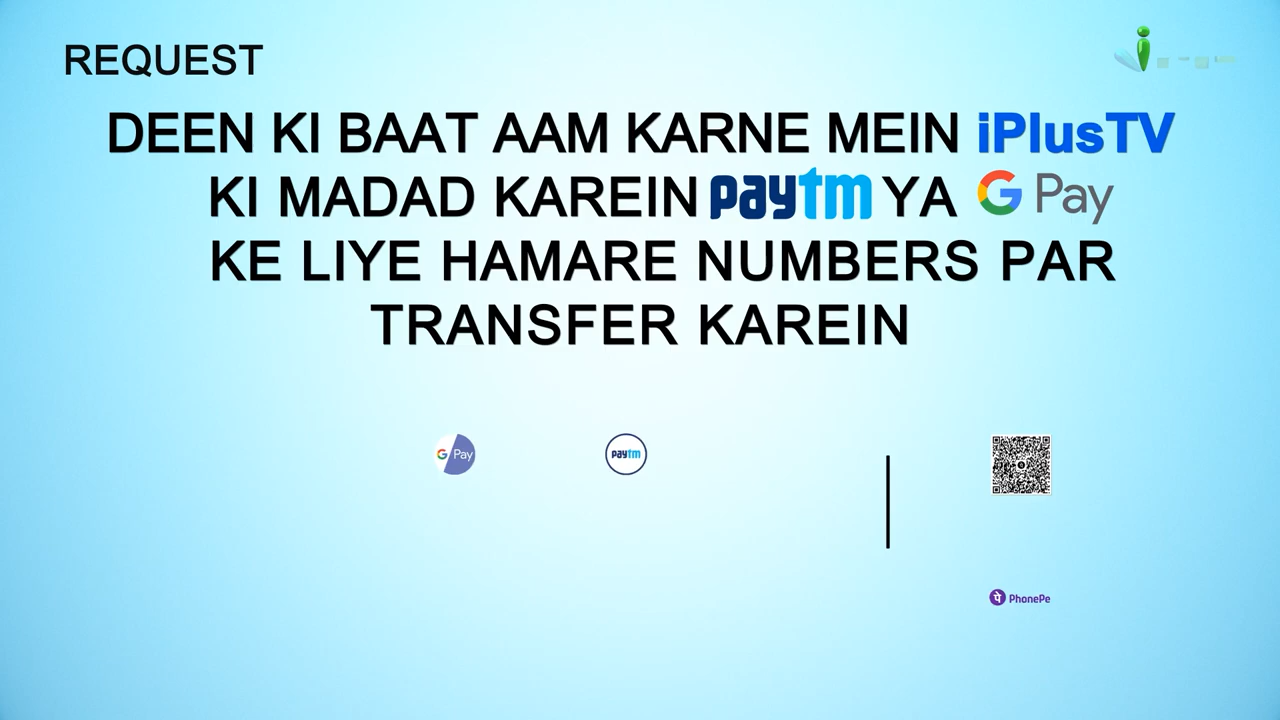 REQUEST
DEEN KI BAAT AAM KARNE MEIN iPlusTV
KI MADAD KAREIN paytm YA G Pay
KE LIYE HAMARE NUMBERS PAR
TRANSFER KAREIN
G Pay
paytm
पे PhonePe